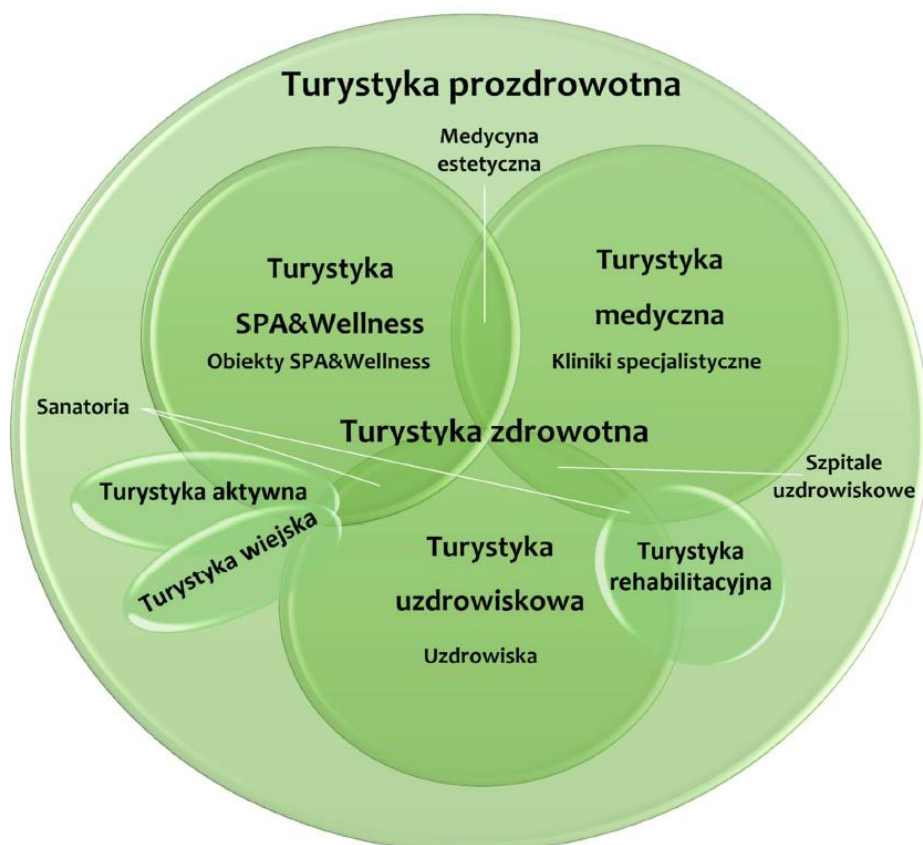 Turystyka prozdrowotna
Medycyna
estetyczna
Turystyka
SPA&Wellness
Obiekty SPA&Wellness
Turystyka
medyczna
Kliniki specjalistyczne
Sanatoria
Turystyka zdrowotna
Szpitale
uzdrowiskowe
Turystyka aktywna
Turystyka wiejska
Turystyka
uzdrowiskowa
Uzdrowiska
Turystyka
rehabilitacyjna